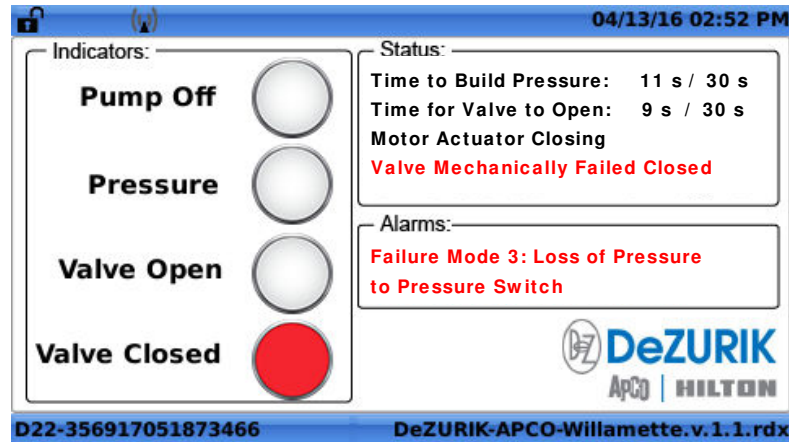 04/13/16 02:52 PM
Indicators:
Pump Off
Pressure
Valve Open
Valve Closed
Status:
Time to Build Pressure: 11 s / 30 s
Time for Valve to Open: 9 s / 30 s
Motor Actuator Closing
Valve Mechanically Failed Closed
Alarms:
Failure Mode 3: Loss of Pressure
to Pressure Switch
DZ DeZURIK
APCO | HILTON
D22-356917051873466 DeZURIK-APCO-Willamette.v.1.1.rdx